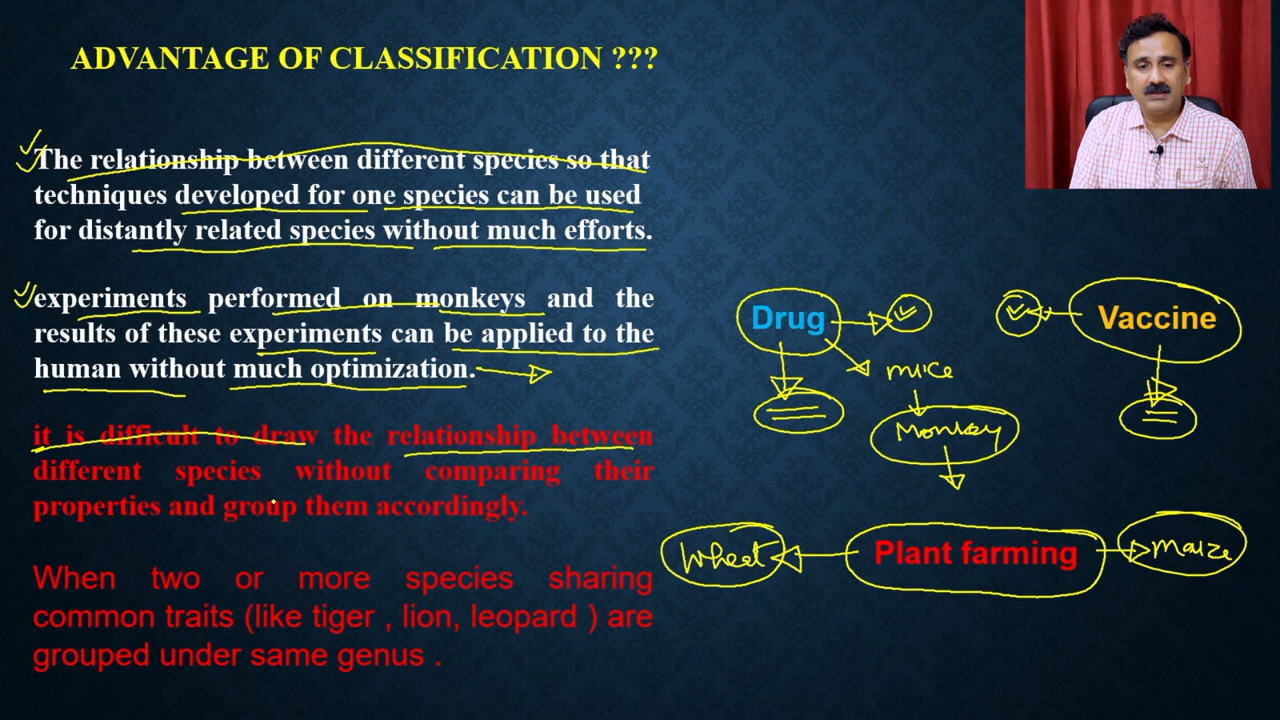 ADVANTAGE OF CLASSIFICATION ???
The relationship between different species so that
techniques developed for one species can be used
for distantly related species without much efforts.
experiments performed on monkeys and the
results of these experiments can be applied to the
human without much optimization.
it is difficult to draw the relationship between
different species without comparing their
properties and group them accordingly.
When two or more species sharing
common traits (like tiger , lion, leopard ) are
grouped under same genus .
Drug
Vaccine
mice
Monkey
Wheat
Plant farming
maize